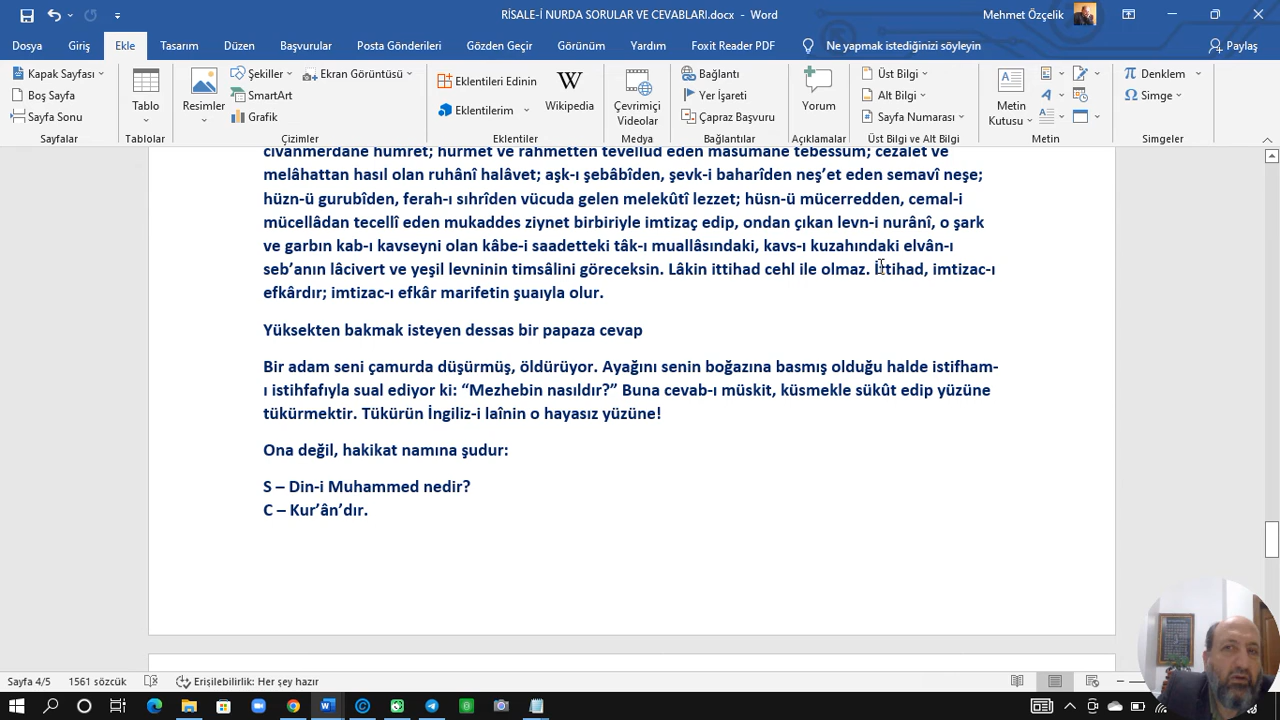 RİSALE-İ NURDA SORULAR VE CEVABLARI.docx - Word
Mehmet Özçelik
Dosya Giriş Ekle Tasarım Düzen Başvurular Posta Gönderileri Gözden Geçir Görünüm Yardım Foxit Reader PDF Ne yapmak istediğinizi söyleyin Paylaş
Kapak Sayfası
Boş Sayfa
Sayfa Sonu
Sayfalar
Tablo
Tablolar
Resimler
Şekiller
SmartArt
Grafik
Ekran Görüntüsü
Çizimler
Eklentileri Edinin
Eklentilerim
Wikipedia
Eklentiler
Çevrimiçi
Videolar
Medya
Bağlantı
Yer İşareti
Çapraz Başvuru
Bağlantılar
Yorum
Açıklamalar
Üst Bilgi
Alt Bilgi
Sayfa Numarası
Üst Bilgi ve Alt Bilgi
Metin
Kutusu
Metin
Denklem
Simge
Simgeler
civanmerdane humret; hürmet ve rahmetten tevellüd eden masumane tebessüm; cezalet ve
melâhattan hasıl olan ruhânî halâvet; aşk-ı şebâbîden, şevk-i baharîden neş’et eden semavî neşe;
hüzn-ü gurubîden, ferah-ı sıhrîden vücuda gelen melekûtî lezzet; hüsn-ü mücerredden, cemal-i
mücellâdan tecellî eden mukaddes ziynet birbiriyle imtizaç edip, ondan çıkan levn-i nurânî, o şark
ve garbın kab-ı kavseyni olan kâbe-i saadetteki tâk-ı muallâsındaki, kavs-ı kuzahındaki elvân-ı
seb’anın lâcivert ve yeşil levninin timsâlini göreceksin. Lâkin ittihad cehl ile olmaz. İttihad, imtizac-ı
efkârdır; imtizac-ı efkâr marifetin şuaıyla olur.
Yüksekten bakmak isteyen dessas bir papaza cevap
Bir adam seni çamurda düşürmüş, öldürüyor. Ayağını senin boğazına basmış olduğu halde istifham-
ı istihfafıyla sual ediyor ki: “Mezhebin nasıldır?” Buna cevab-ı müskit, küsmekle sükût edip yüzüne
tükürmektir. Tükürün İngiliz-i laînin o hayasız yüzüne!
Ona değil, hakikat namına şudur:
S – Din-i Muhammed nedir?
C – Kur’ân’dır.
Sayfa 4/5 1561 sözcük Erişilebilirlik: Her şey hazır